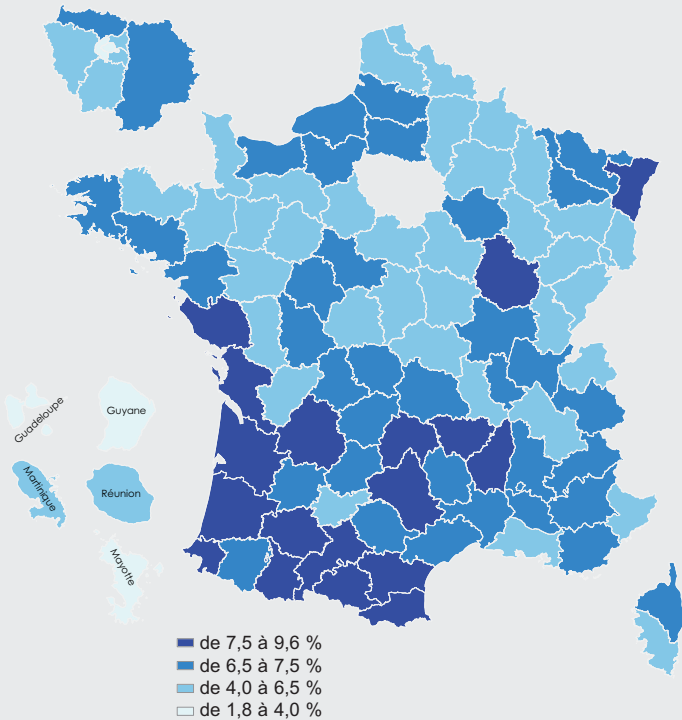 Guadeloupe
Guyane
Martinique
Réunion
Mayotte
de 7,5 à 9,6 %
de 6,5 à 7,5 %
de 4,0 à 6,5 %
de 1,8 à 4,0 %